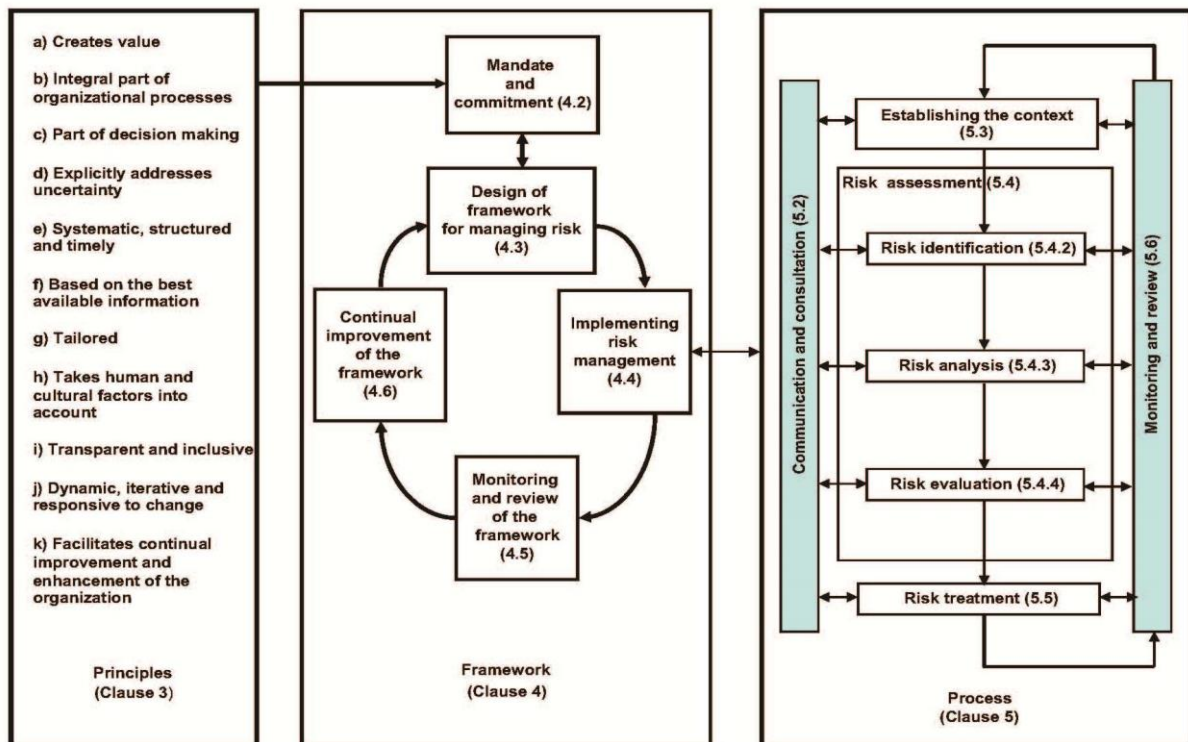 a) Creates value
b) Integral part of
organizational processes
c) Part of decision making
d) Explicitly addresses
uncertainty
e) Systematic, structured
and timely
f) Based on the best
available information
g) Tailored
h) Takes human and
cultural factors into
account
i) Transparent and inclusive
j) Dynamic, iterative and
responsive to change
k) Facilitates continual
improvement and
enhancement of the
organization
Principles
(Clause 3)
Mandate
and
commitment (4.2)
Design of
framework
for managing risk
(4.3)
Continual
improvement
of the
framework
(4.6)
Implementing
risk
management
(4.4)
Monitoring
and review
of the
framework
(4.5)
Framework
(Clause 4)
Communication and consultation (5.2)
Establishing the context
(5.3)
Risk assessment (5.4)
Risk identification (5.4.2)
Risk analysis (5.4.3)
Risk evaluation (5.4.4)
Risk treatment (5.5)
Monitoring and review (5.6)
Process
(Clause 5)